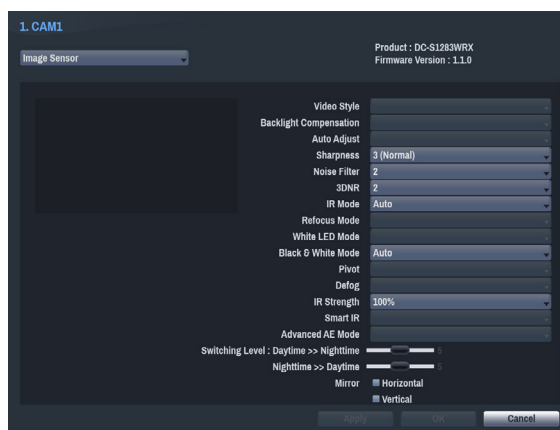 1. CAM1
Image Sensor
Product : DC-S1283WRX
Firmware Version : 1.1.0
Video Style
Backlight Compensation
Auto Adjust
Sharpness 3 (Normal)
Noise Filter 2
3DNR 2
IR Mode Auto
Refocus Mode
White LED Mode
Black & White Mode Auto
Pivot
Defog
IR Strength 100%
Smart IR
Advanced AE Mode
Switching Level : Daytime >> Nighttime 5
Nighttime >> Daytime 5
Mirror Horizontal
Vertical
Apply OK Cancel